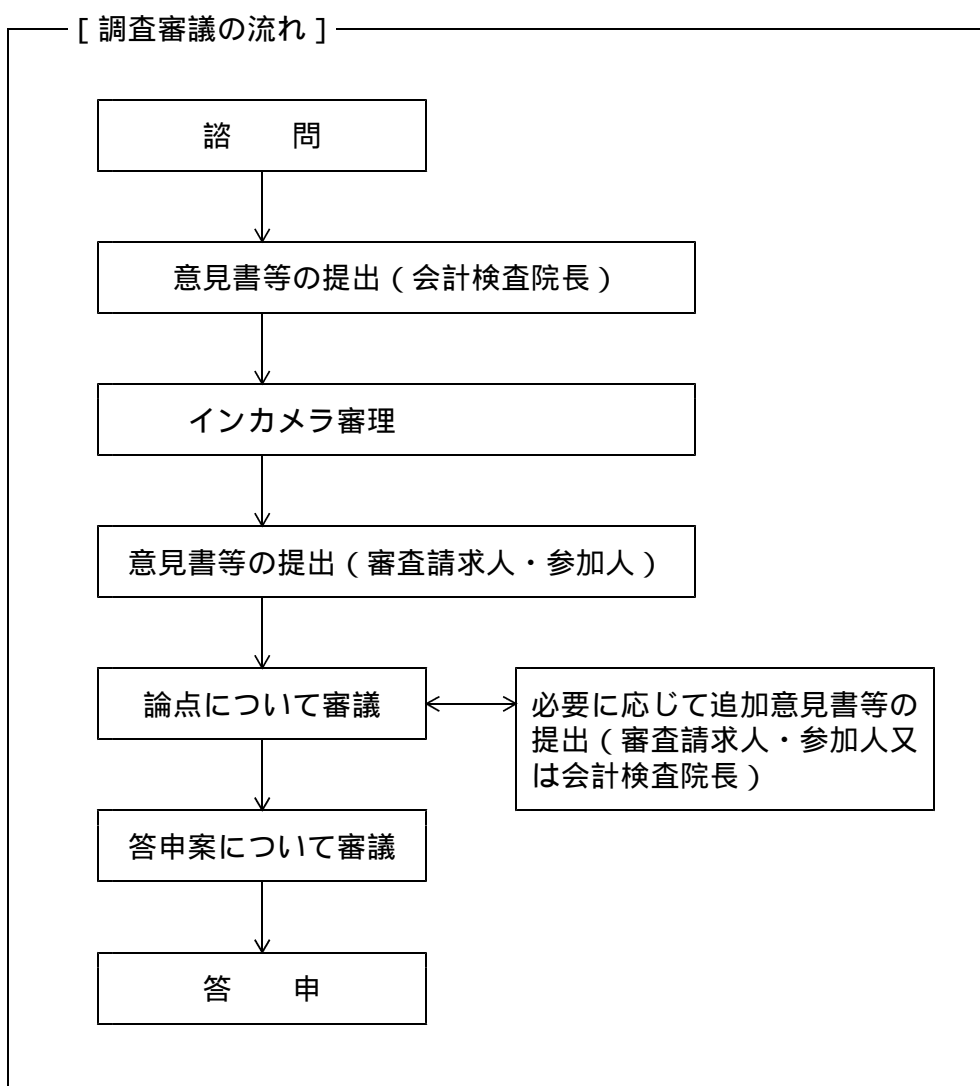 [ 調査審議の流れ ]
諮　　問
意見書等の提出（会計検査院長）
インカメラ審理
意見書等の提出（審査請求人・参加人）
論点について審議
必要に応じて追加意見書等の
提出（審査請求人・参加人又
は会計検査院長）
答申案について審議
答　　申